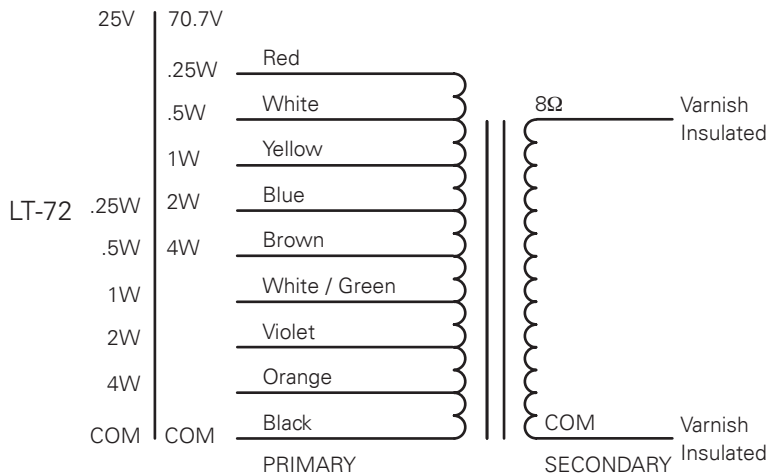 25V 70.7V
.25W Red
.5W White 8Ω Varnish
Insulated
1W Yellow
LT-72 .25W 2W Blue
.5W 4W Brown
1W White / Green
2W Violet
4W Orange
COM COM Black COM Varnish
Insulated
PRIMARY SECONDARY